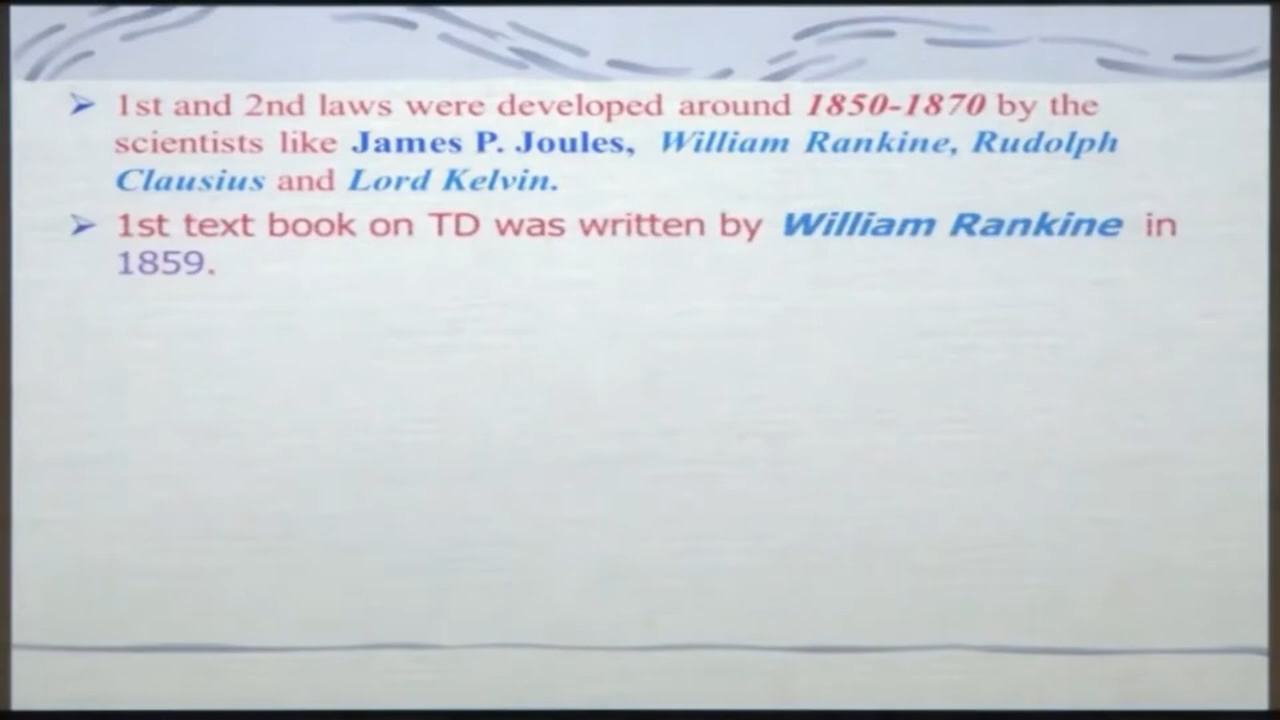 ➢ 1st and 2nd laws were developed around 1850-1870 by the
scientists like James P. Joules, William Rankine, Rudolph
Clausius and Lord Kelvin.
➢ 1st text book on TD was written by William Rankine in
1859.